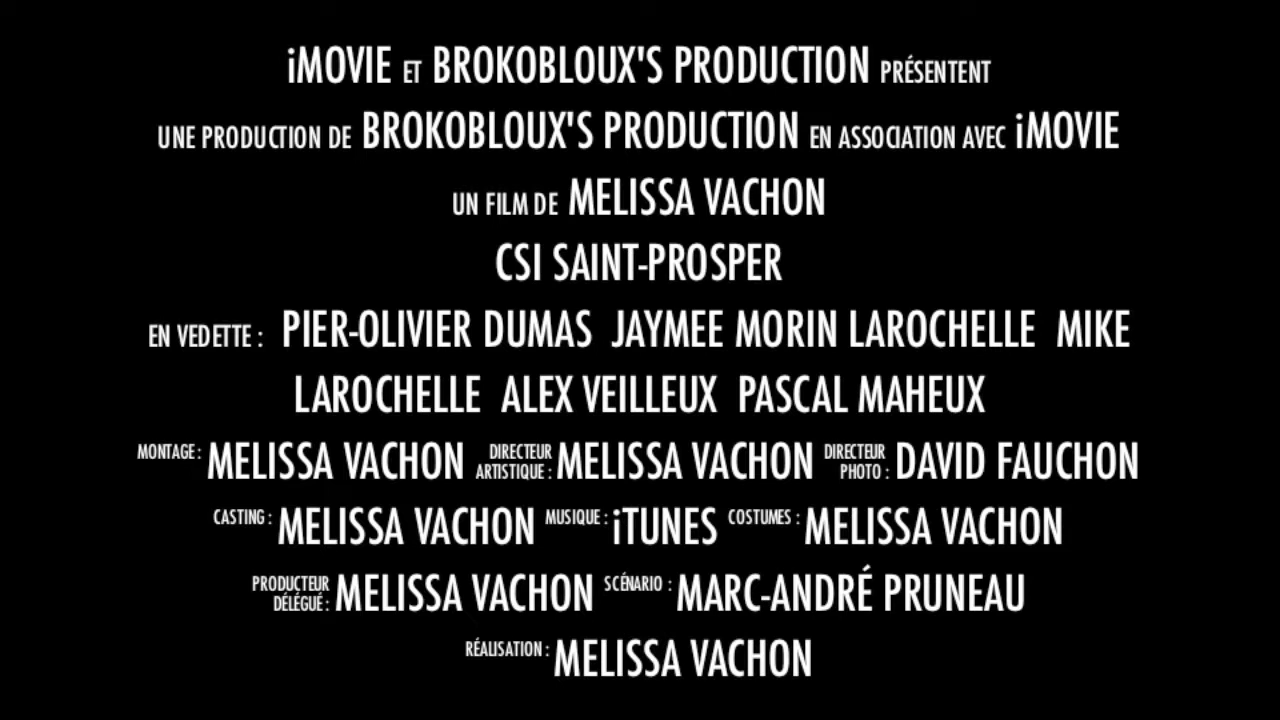 iMOVIE ET BROKOBLOUX'S PRODUCTION PRÉSENTENT
UNE PRODUCTION DE BROKOBLOUX'S PRODUCTION EN ASSOCIATION AVEC iMOVIE
UN FILM DE MELISSA VACHON
CSI SAINT-PROSPER
EN VEDETTE : PIER-OLIVIER DUMAS JAYMEE MORIN LAROCHELLE MIKE
LAROCHELLE ALEX VEILLEUX PASCAL MAHEUX
MONTAGE : MELISSA VACHON DIRECTEUR ARTISTIQUE : MELISSA VACHON DIRECTEUR PHOTO : DAVID FAUCHON
CASTING : MELISSA VACHON MUSIQUE : iTUNES COSTUMES : MELISSA VACHON
PRODUCTEUR DÉLÉGUÉ : MELISSA VACHON SCÉNARIO : MARC-ANDRÉ PRUNEAU
RÉALISATION : MELISSA VACHON